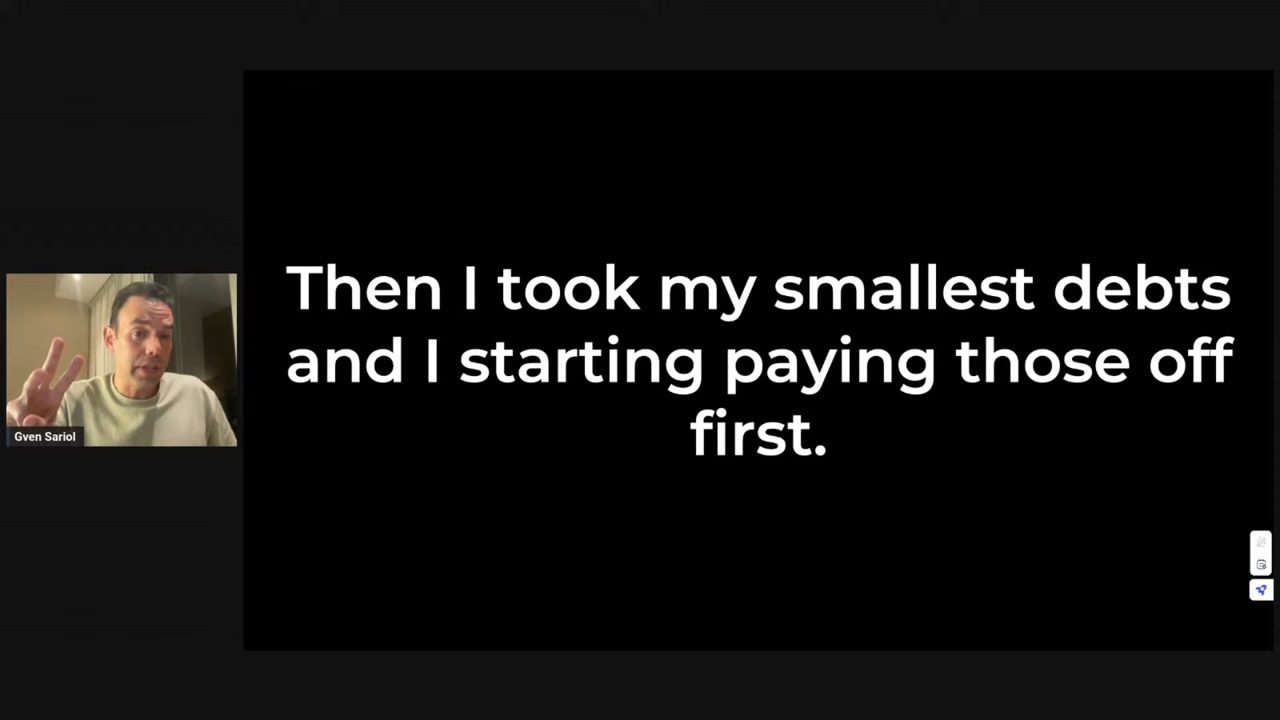 Then I took my smallest debts
and I starting paying those off
first.
Gven Sariol